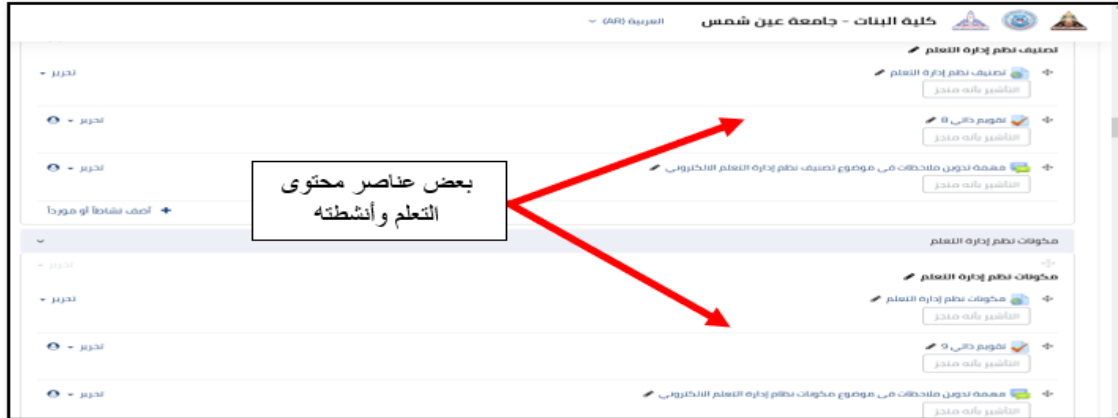 كلية البنات - جامعة عين شمس العربية (AR)
تصنيف نظم إدارة التعلم
تصنيف نظم إدارة التعلم تحرير
التأشير بأنه منجز
تقويم ذاتي 8 تحرير
التأشير بأنه منجز
مهمة تدوين ملاحظات في موضوع تصنيف نظم إدارة التعلم الالكتروني تحرير
التأشير بأنه منجز
+ أضف نشاطاً أو مورداً
بعض عناصر محتوى
التعلم وأنشطته
مكونات نظم إدارة التعلم
تحرير
مكونات نظم إدارة التعلم
مكونات نظم إدارة التعلم تحرير
التأشير بأنه منجز
تقويم ذاتي 9 تحرير
التأشير بأنه منجز
مهمة تدوين ملاحظات في موضوع مكونات نظام إدارة التعلم الالكتروني تحرير
التأشير بأنه منجز